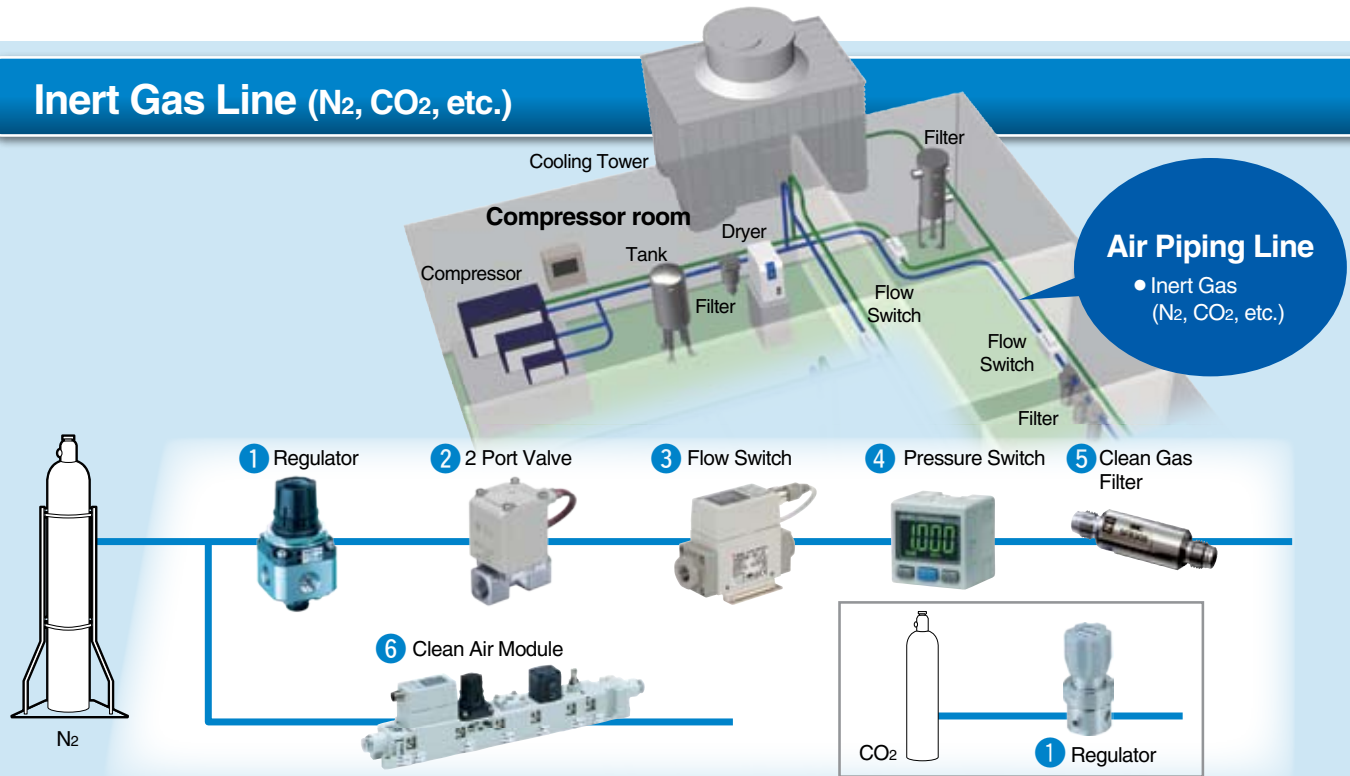 Inert Gas Line (N2, CO2, etc.)
Cooling Tower
Filter
Compressor room
Dryer
Tank
Compressor
Filter
Flow
Switch
Flow
Switch
Filter
Air Piping Line
● Inert Gas
(N2, CO2, etc.)
1 Regulator
2 2 Port Valve
3 Flow Switch
4 Pressure Switch
5 Clean Gas
Filter
1.000
6 Clean Air Module
N2
CO2
1 Regulator